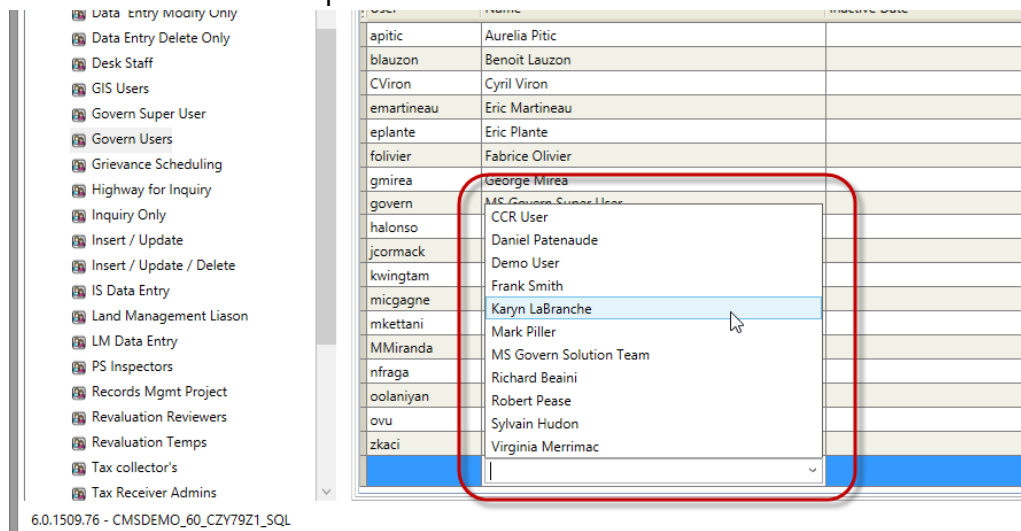 Data Entry Modify Only
Data Entry Delete Only
Desk Staff
GIS Users
Govern Super User
Govern Users
Grievance Scheduling
Highway for Inquiry
Inquiry Only
Insert / Update
Insert / Update / Delete
IS Data Entry
Land Management Liason
LM Data Entry
PS Inspectors
Records Mgmt Project
Revaluation Reviewers
Revaluation Temps
Tax collector's
Tax Receiver Admins
User Name Inactive Date
apitic Aurelia Pitic
blauzon Benoit Lauzon
CViron Cyril Viron
emartineau Eric Martineau
eplante Eric Plante
folivier Fabrice Olivier
gmirea George Mirea
govern MS Govern Super User
halonso
jcormack
kwingtam
micgagne
mkettani
MMiranda
nfraga
oolaniyan
ovu
zkaci
CCR User
Daniel Patenaude
Demo User
Frank Smith
Karyn LaBranche
Mark Piller
MS Govern Solution Team
Richard Beaini
Robert Pease
Sylvain Hudon
Virginia Merrimac
6.0.1509.76 - CMSDEMO_60_CZY79Z1_SQL